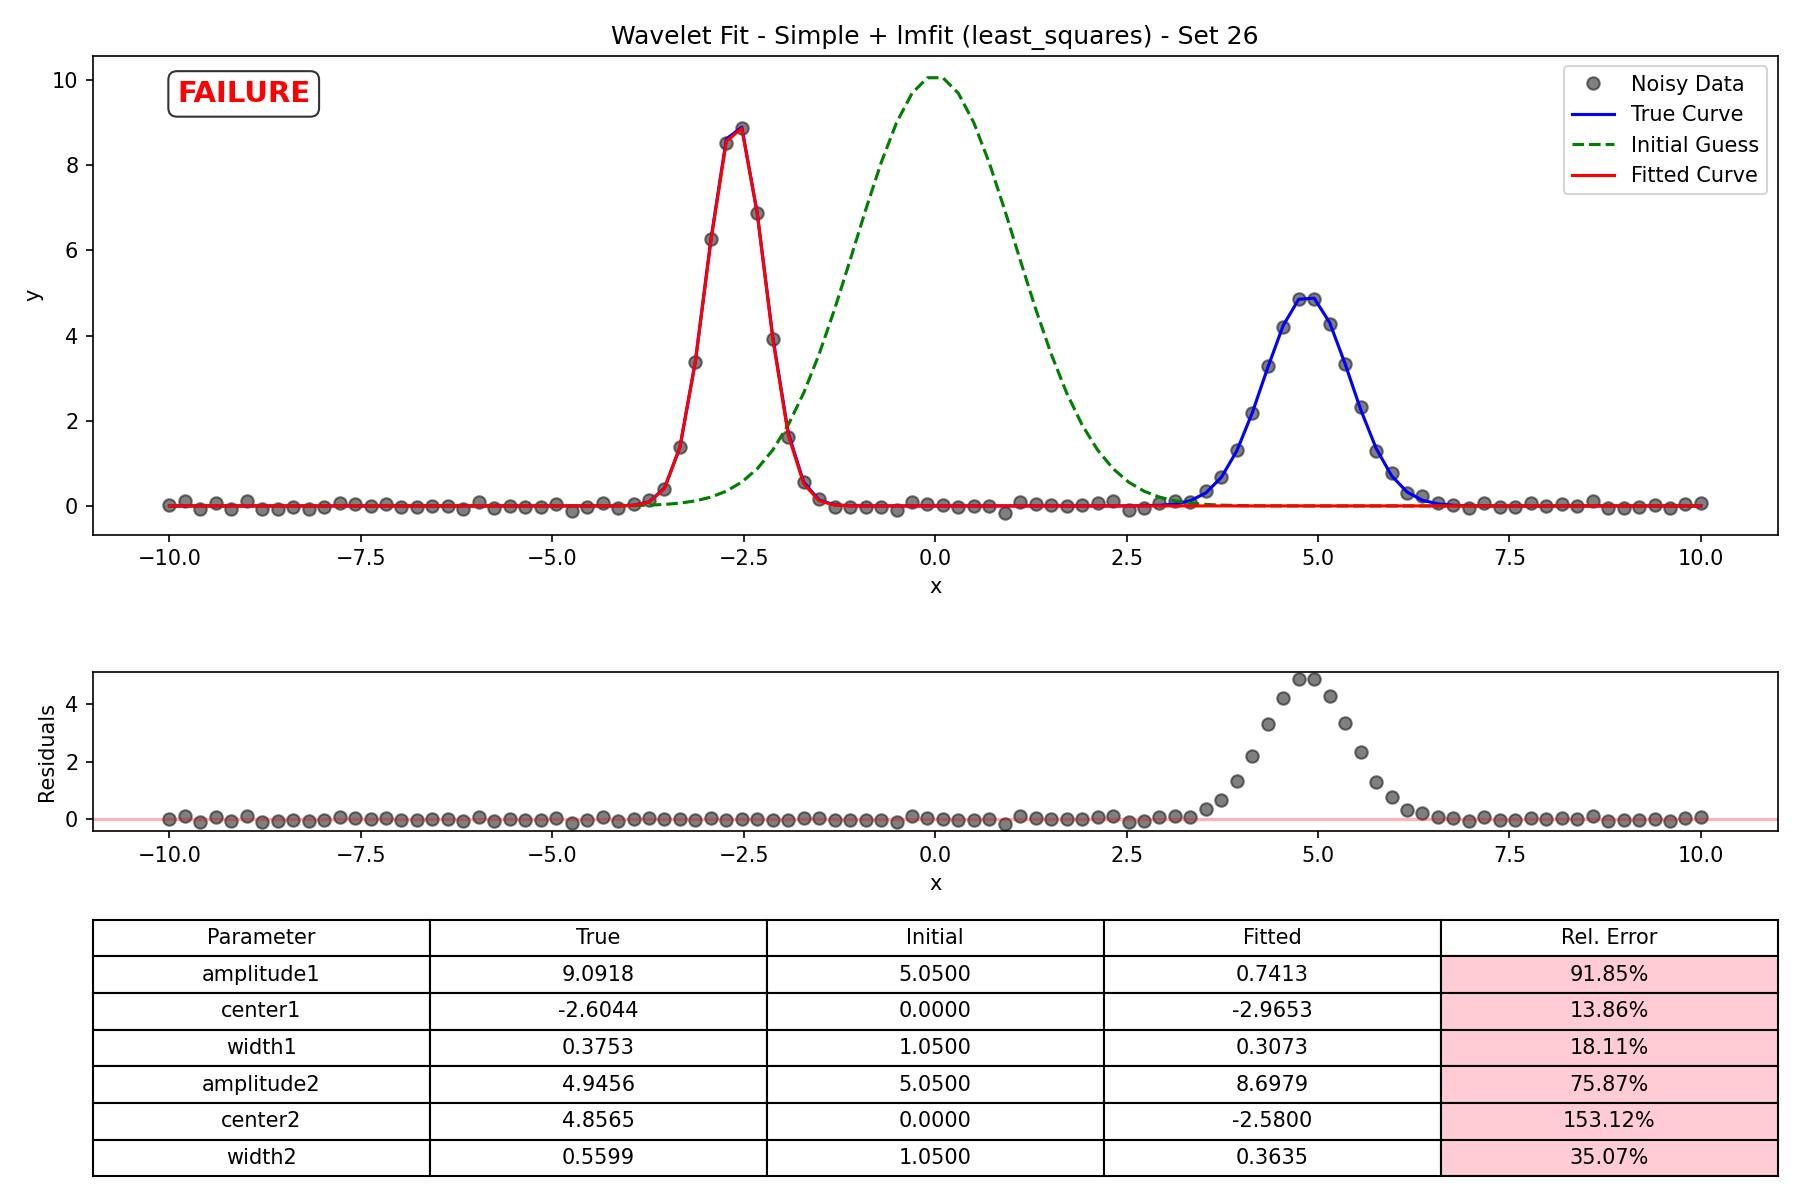 Wavelet Fit - Simple + lmfit (least_squares) - Set 26
FAILURE
Noisy Data
True Curve
Initial Guess
Fitted Curve
10
8
6
4
2
0
y
−10.0 −7.5 −5.0 −2.5 0.0 2.5 5.0 7.5 10.0
x
4
2
0
Residuals
−10.0 −7.5 −5.0 −2.5 0.0 2.5 5.0 7.5 10.0
x
Parameter True Initial Fitted Rel. Error
amplitude1 9.0918 5.0500 0.7413 91.85%
center1 -2.6044 0.0000 -2.9653 13.86%
width1 0.3753 1.0500 0.3073 18.11%
amplitude2 4.9456 5.0500 8.6979 75.87%
center2 4.8565 0.0000 -2.5800 153.12%
width2 0.5599 1.0500 0.3635 35.07%